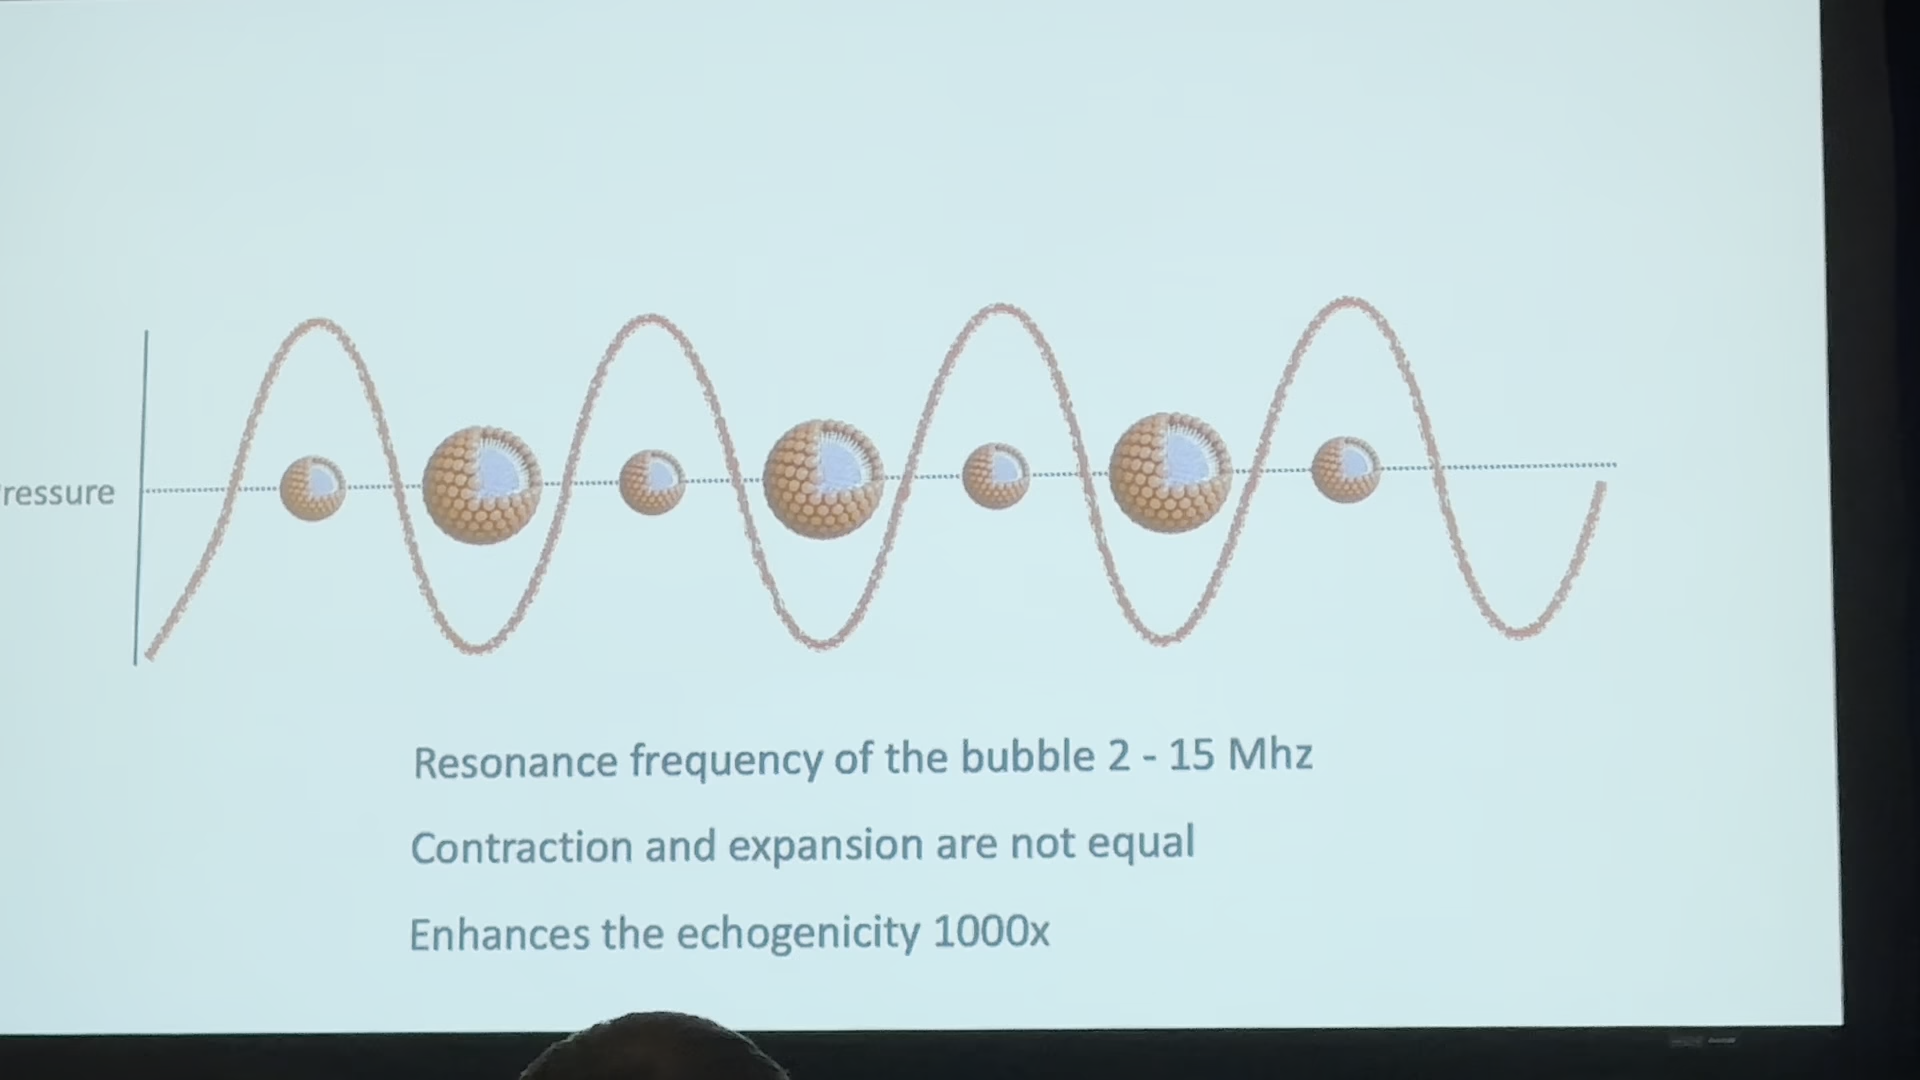 ressure
Resonance frequency of the bubble 2 - 15 Mhz
Contraction and expansion are not equal
Enhances the echogenicity 1000x